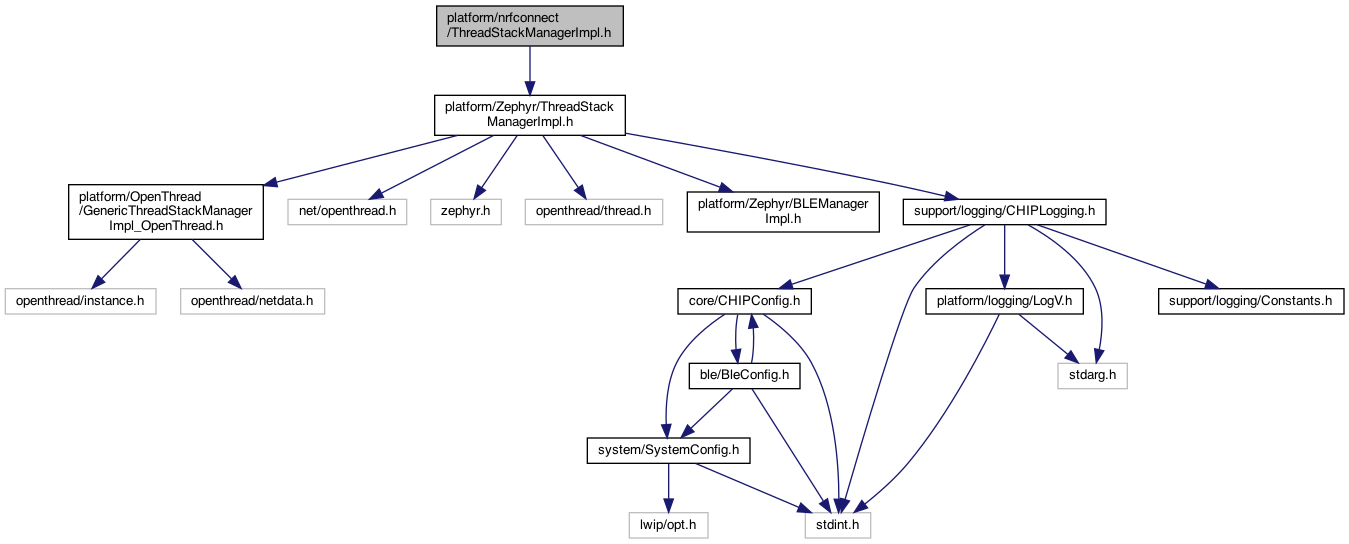 platform/nrfconnect
/ThreadStackManagerImpl.h
platform/Zephyr/ThreadStack
ManagerImpl.h
platform/OpenThread
/GenericThreadStackManager
Impl_OpenThread.h
net/openthread.h
zephyr.h
openthread/thread.h
platform/Zephyr/BLEManager
Impl.h
support/logging/CHIPLogging.h
openthread/instance.h
openthread/netdata.h
core/CHIPConfig.h
platform/logging/LogV.h
support/logging/Constants.h
ble/BleConfig.h
stdarg.h
system/SystemConfig.h
lwip/opt.h
stdint.h